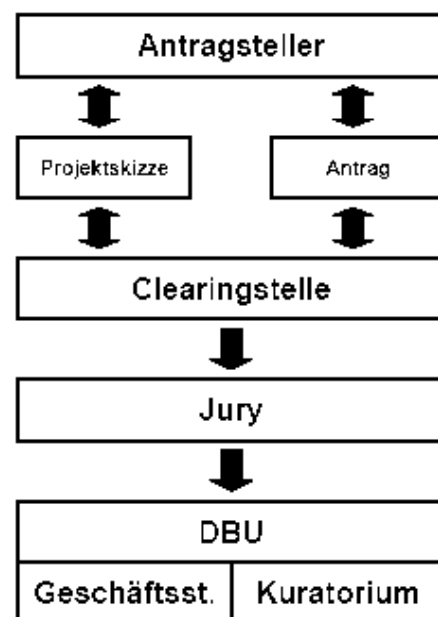 Antragsteller
Projektskizze
Antrag
Clearingstelle
Jury
DBU
Geschäftsst.
Kuratorium